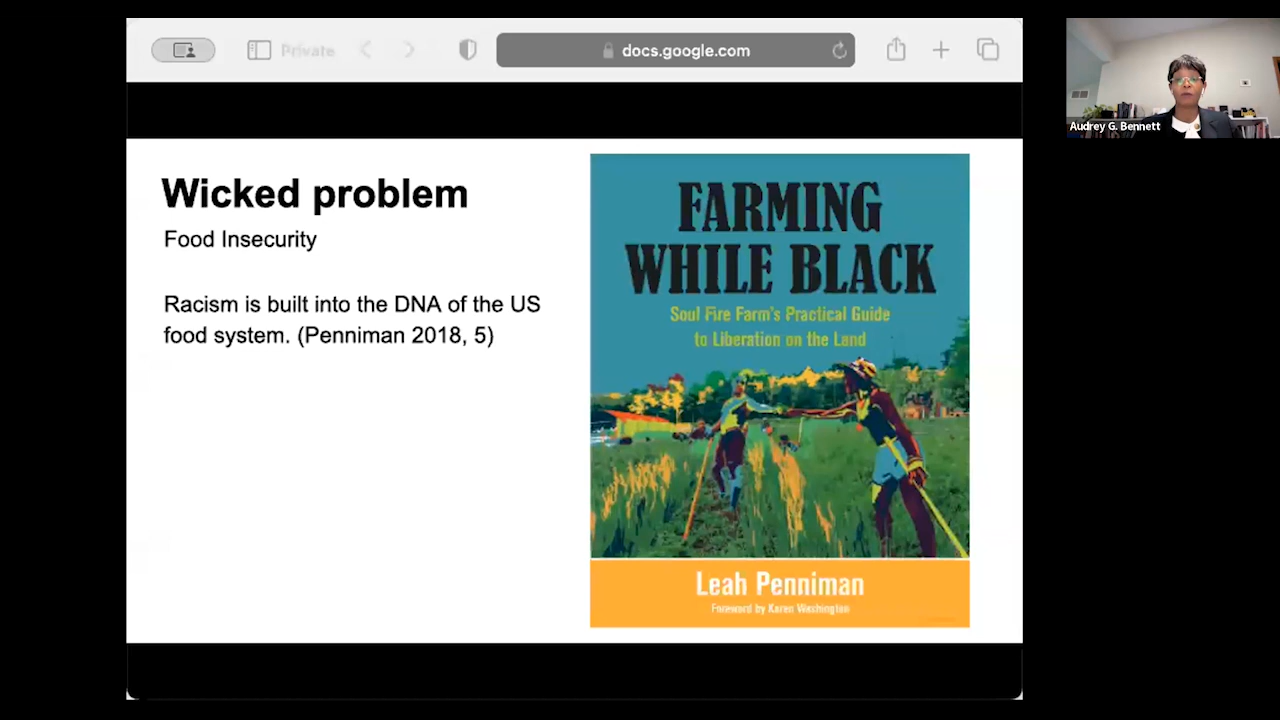 Private
docs.google.com
Audrey G. Bennett
Wicked problem
Food Insecurity
Racism is built into the DNA of the US
food system. (Penniman 2018, 5)
FARMING
WHILE BLACK
Soul Fire Farm's Practical Guide
to Liberation on the Land
Leah Penniman
Foreword by Karen Washington